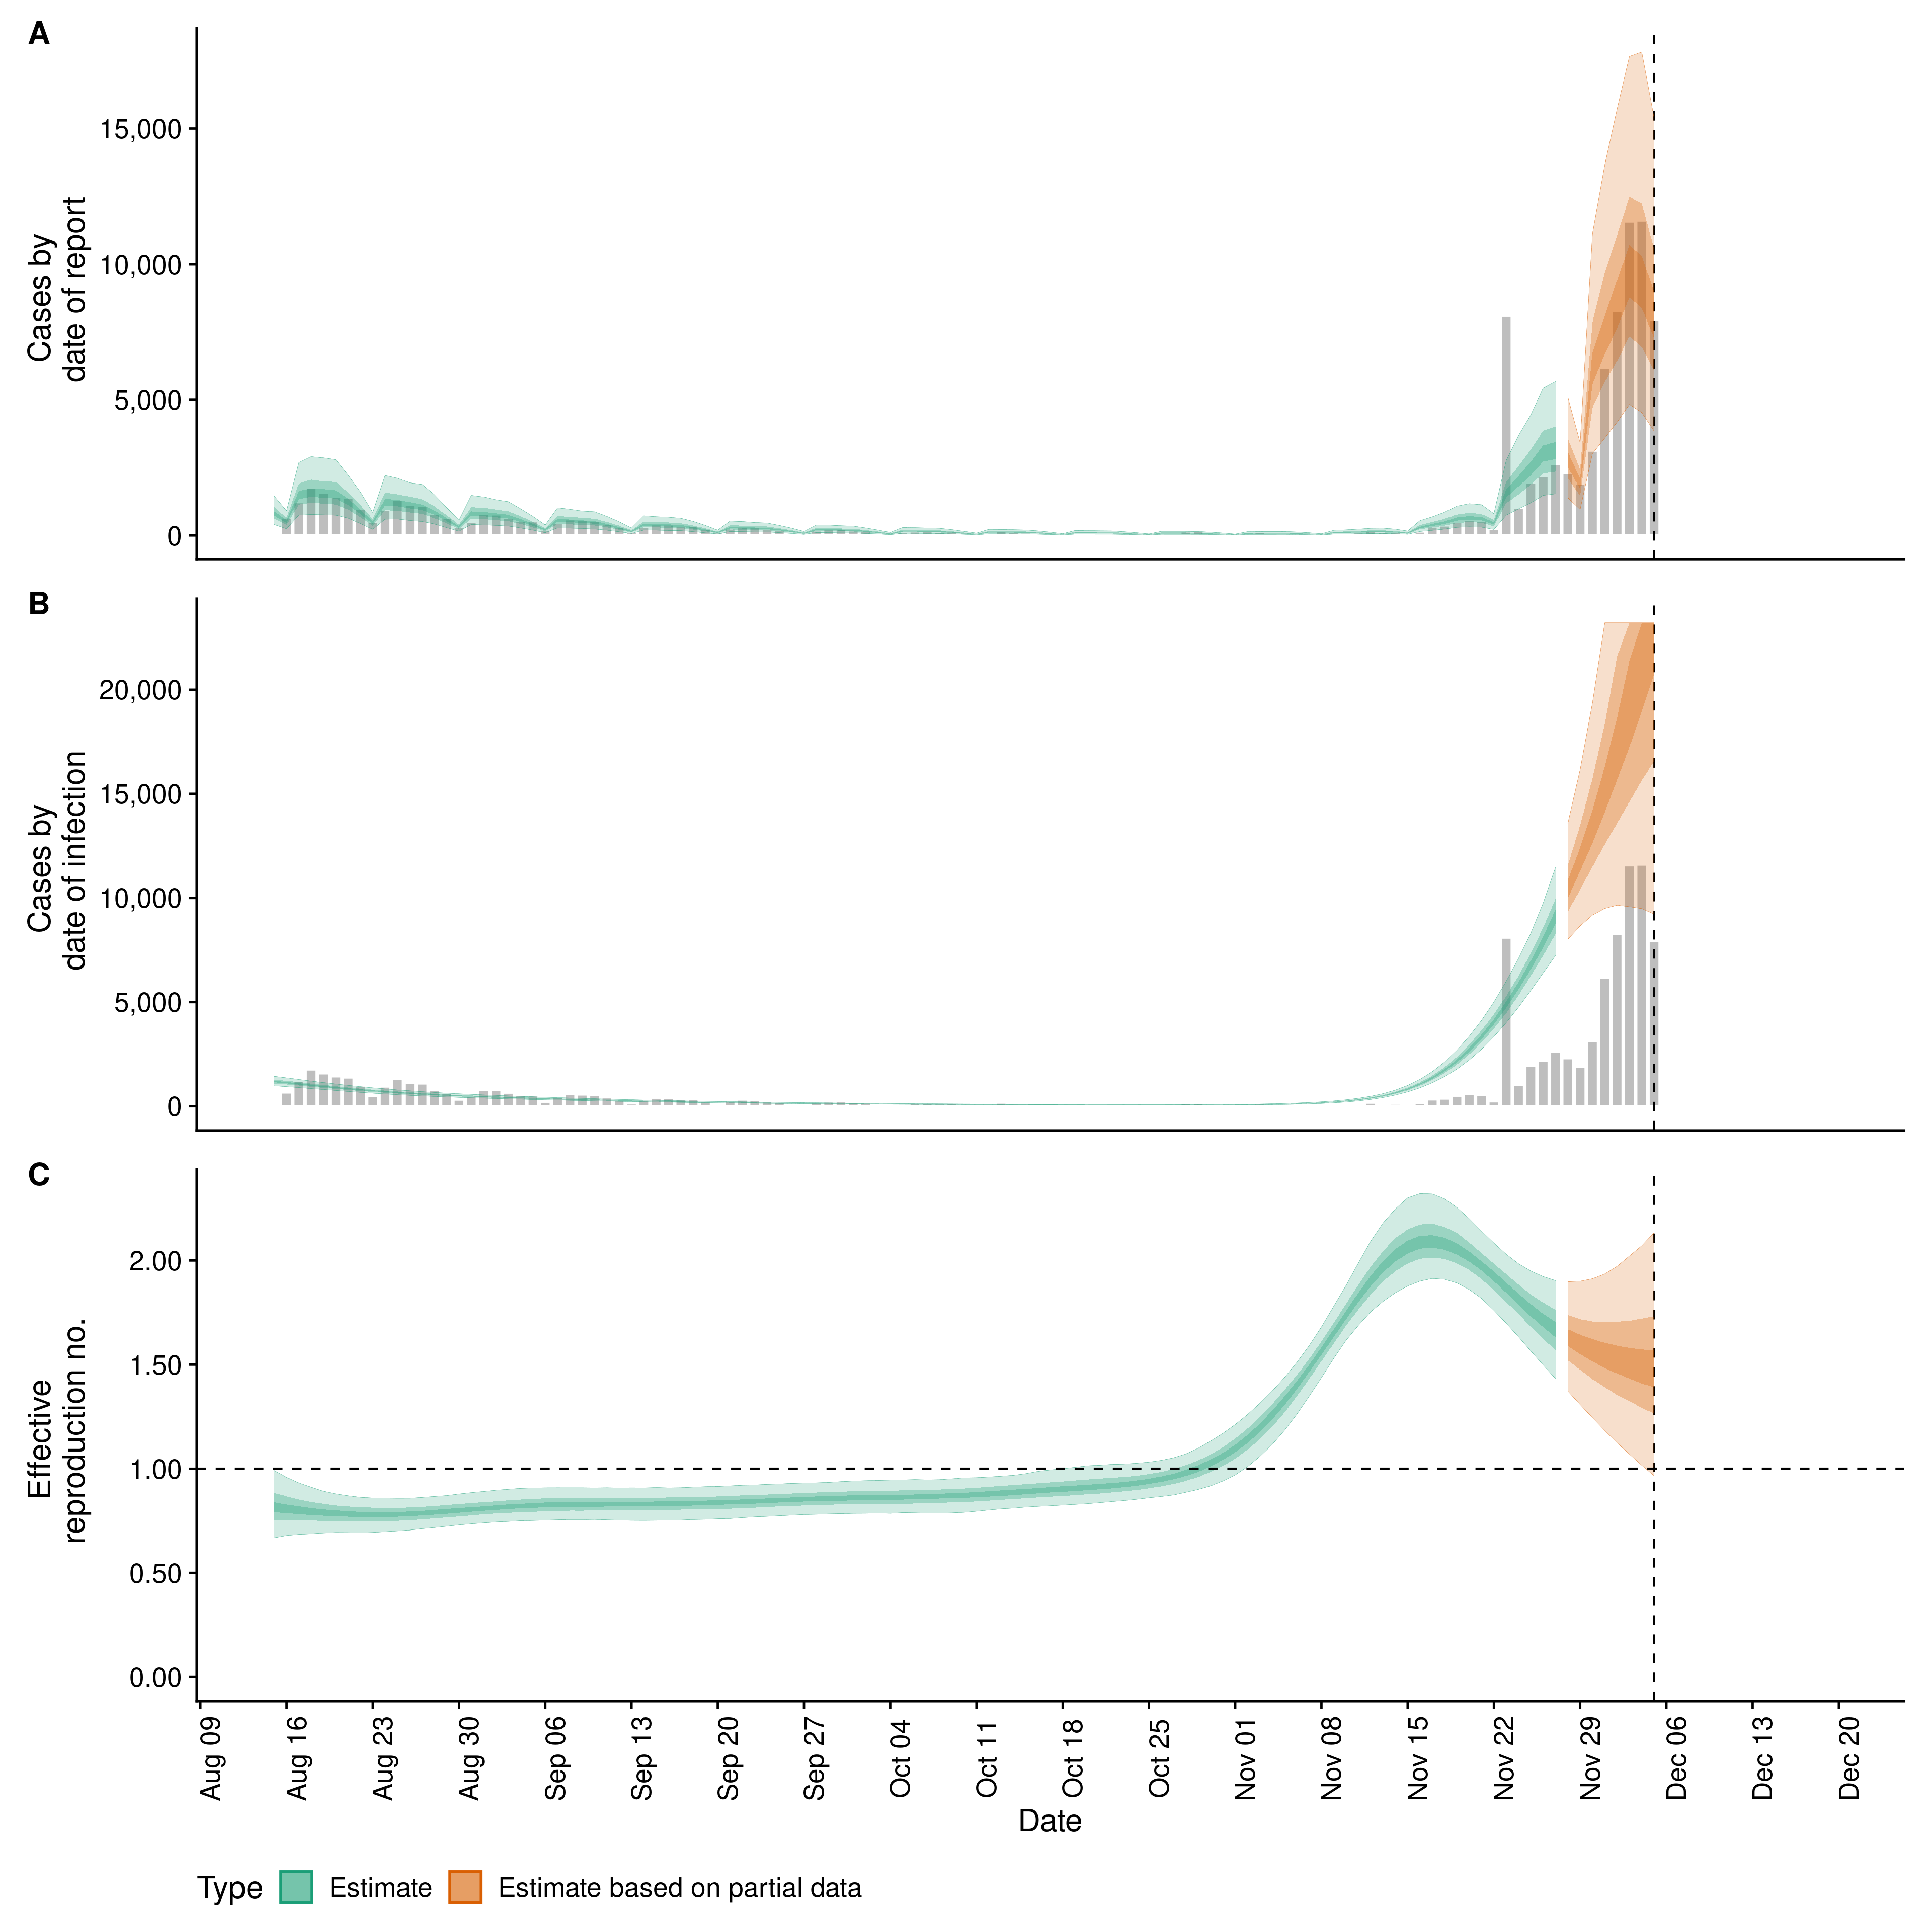 A
Cases by
date of report
15,000
10,000
5,000
0
B
Cases by
date of infection
20,000
15,000
10,000
5,000
0
C
Effective
reproduction no.
2.00
1.50
1.00
0.50
0.00
Aug 09
Aug 16
Aug 23
Aug 30
Sep 06
Sep 13
Sep 20
Sep 27
Oct 04
Oct 11
Oct 18
Oct 25
Nov 01
Nov 08
Nov 15
Nov 22
Nov 29
Dec 06
Dec 13
Dec 20
Date
Type Estimate Estimate based on partial data